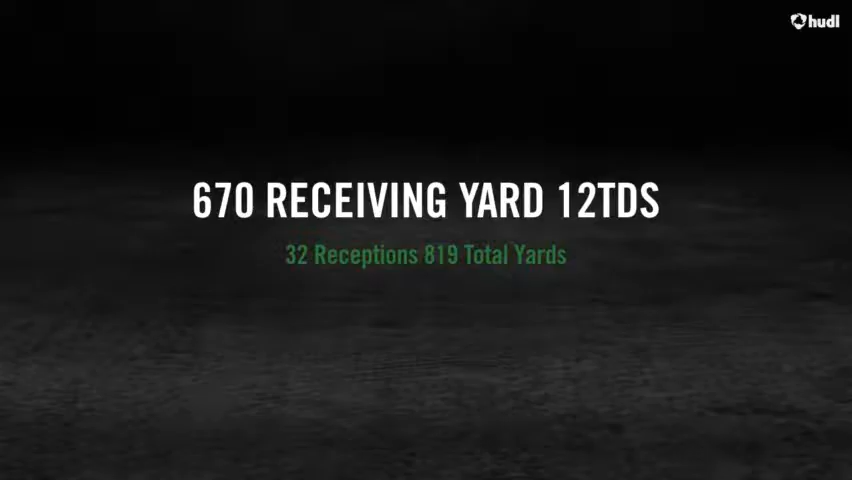 hudl
670 RECEIVING YARD 12TDS
32 Receptions 819 Total Yards